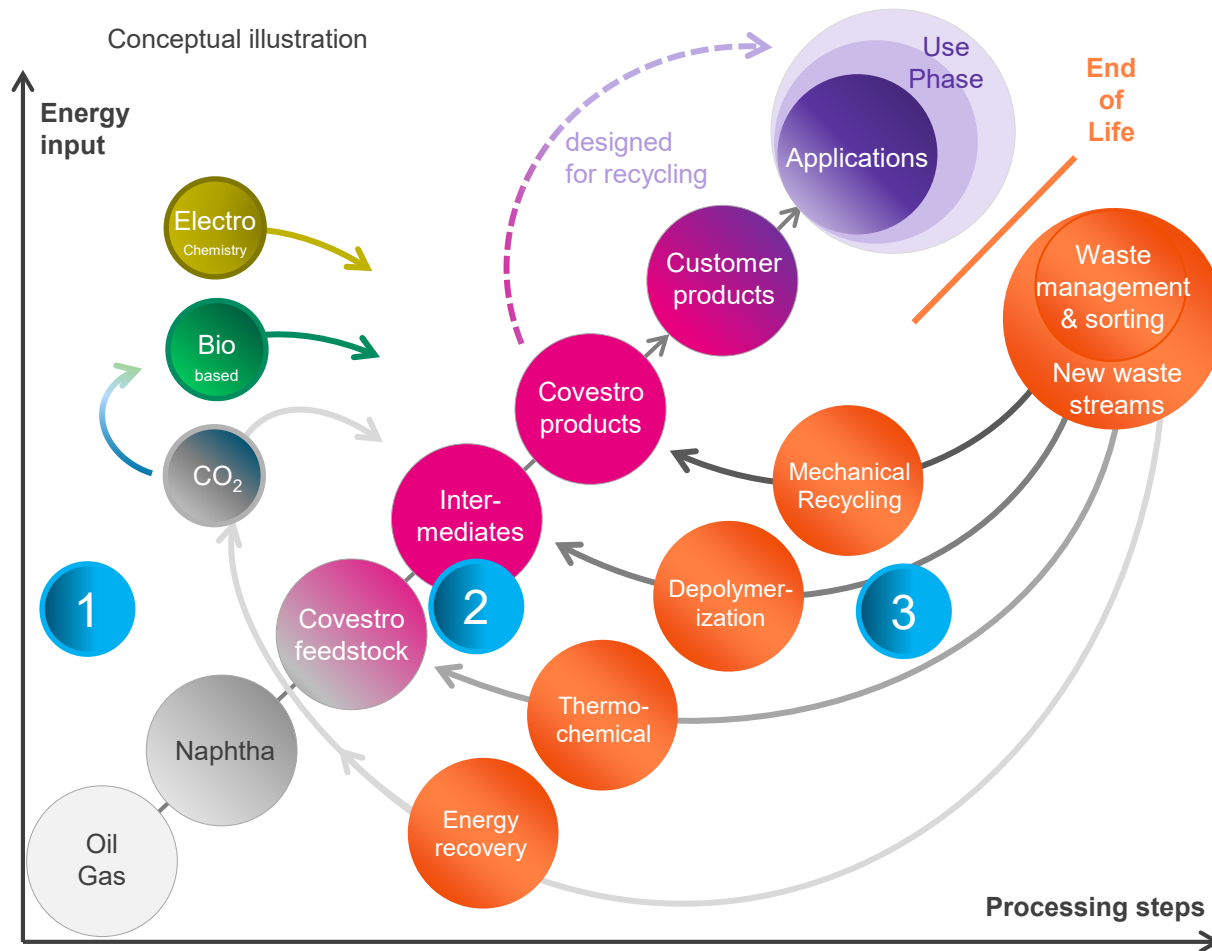 Conceptual illustration
Energy
input
Use
Phase
End
of
Life
designed
for recycling
Applications
Electro
Chemistry
Customer
products
Waste
management
& sorting
New waste
streams
Bio
based
Covestro
products
CO₂
Mechanical
Recycling
Inter-
mediates
Depolymer-
ization
1
2
3
Covestro
feedstock
Thermo-
chemical
Naphtha
Energy
recovery
Oil
Gas
Processing steps